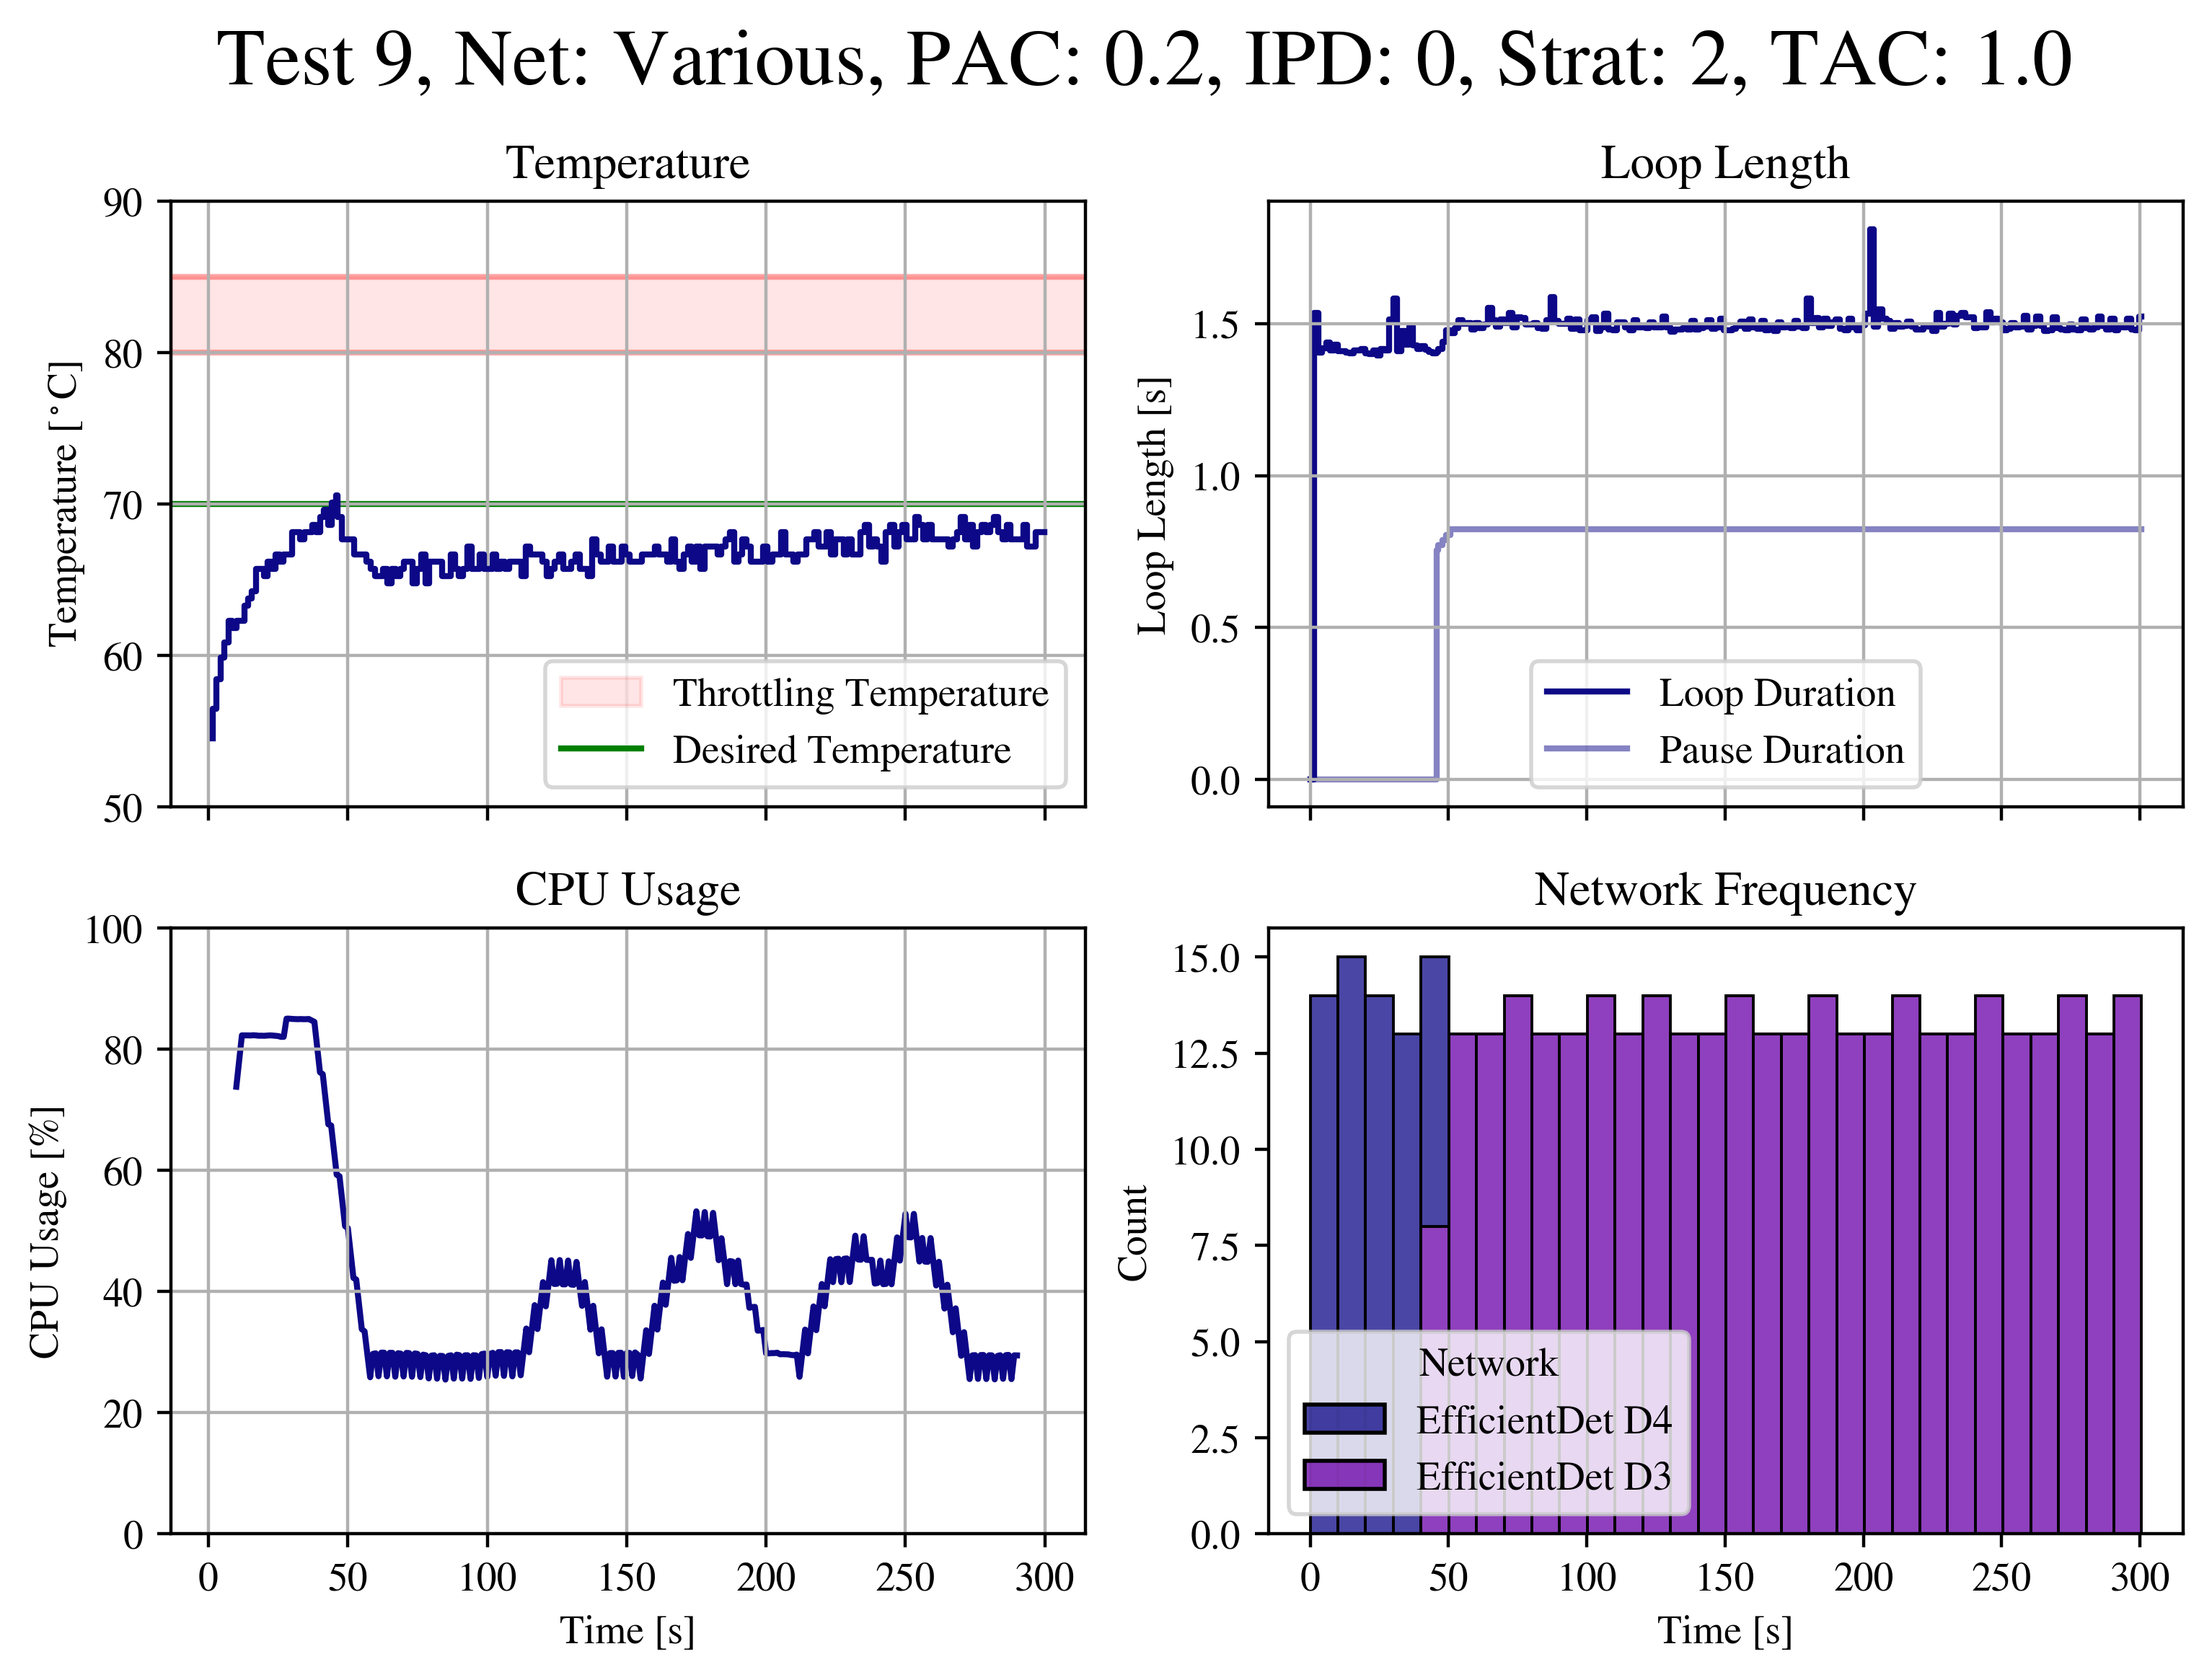 Test 9, Net: Various, PAC: 0.2, IPD: 0, Strat: 2, TAC: 1.0
Temperature
90
80
70
60
50
Temperature [°C]
Throttling Temperature
Desired Temperature
Loop Length
1.5
1.0
0.5
0.0
Loop Length [s]
Loop Duration
Pause Duration
CPU Usage
100
80
60
40
20
0
CPU Usage [%]
0 50 100 150 200 250 300
Time [s]
Network Frequency
15.0
12.5
10.0
7.5
5.0
2.5
0.0
Count
Network
EfficientDet D4
EfficientDet D3
0 50 100 150 200 250 300
Time [s]